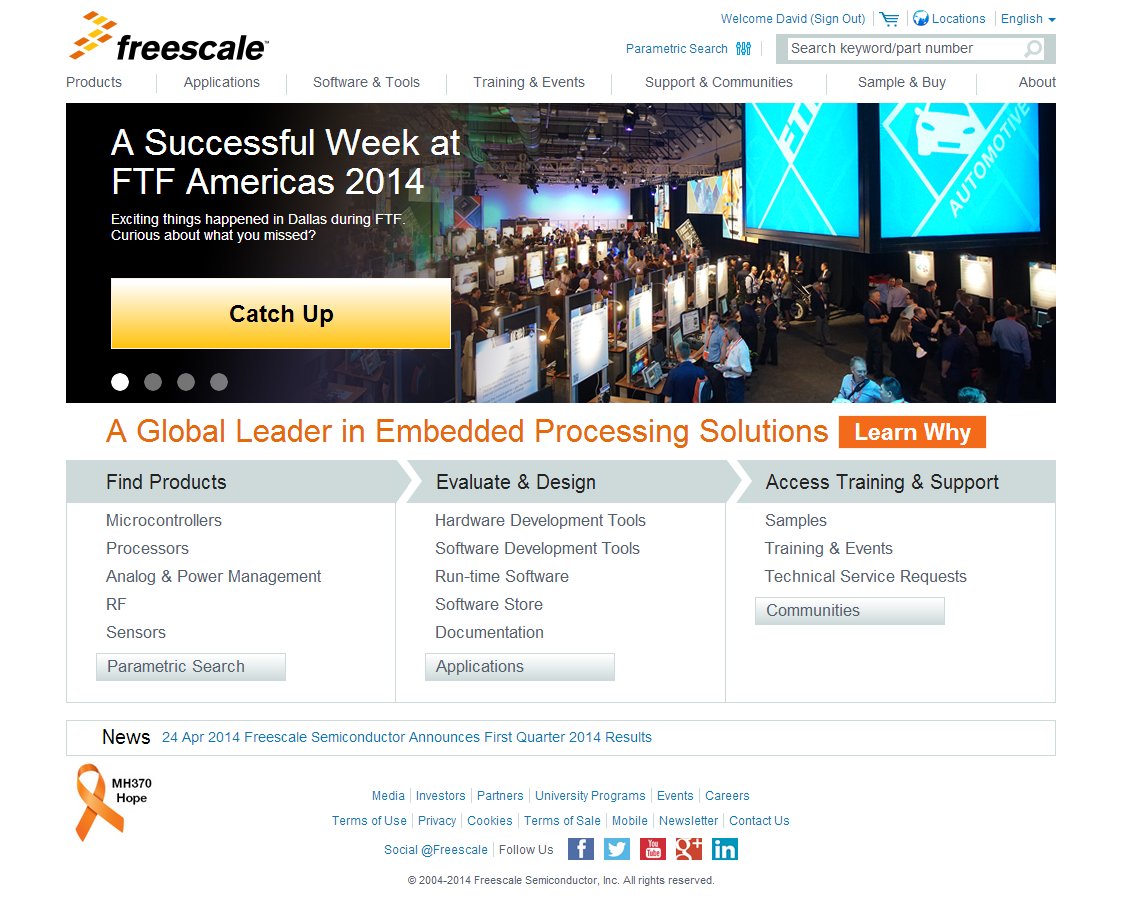 freescale™
Welcome David (Sign Out)
Locations
English
Parametric Search
Search keyword/part number
Products
Applications
Software & Tools
Training & Events
Support & Communities
Sample & Buy
About
A Successful Week at
FTF Americas 2014
Exciting things happened in Dallas during FTF.
Curious about what you missed?
Catch Up
FTF
AUTOMOTIVE
A Global Leader in Embedded Processing Solutions
Learn Why
Find Products
Microcontrollers
Processors
Analog & Power Management
RF
Sensors
Parametric Search
Evaluate & Design
Hardware Development Tools
Software Development Tools
Run-time Software
Software Store
Documentation
Applications
Access Training & Support
Samples
Training & Events
Technical Service Requests
Communities
News
24 Apr 2014 Freescale Semiconductor Announces First Quarter 2014 Results
MH370
Hope
Media
Investors
Partners
University Programs
Events
Careers
Terms of Use
Privacy
Cookies
Terms of Sale
Mobile
Newsletter
Contact Us
Social @Freescale
Follow Us
f
You
Tube
g+
in
© 2004-2014 Freescale Semiconductor, Inc. All rights reserved.